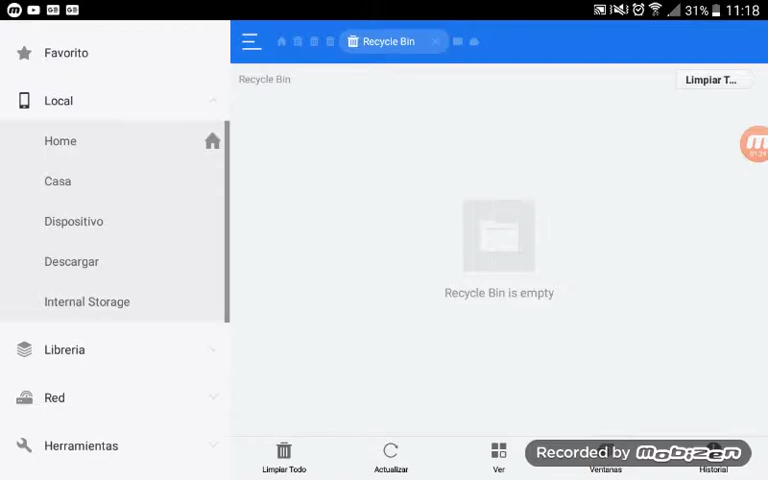 31% 11:18
Favorito
Local
Home
Casa
Dispositivo
Descargar
Internal Storage
Libreria
Red
Herramientas
Recycle Bin
Recycle Bin
Limpiar T...
Recycle Bin is empty
Limpiar Todo
Actualizar
Ver
Ventanas
Historial
Recorded by mobizen